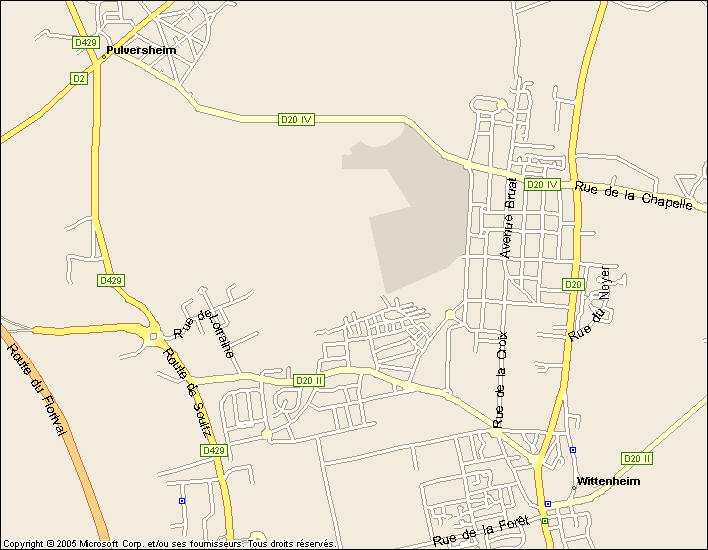 D429
Pulversheim
D2
D20 IV
D20 IV
Rue de la Chapelle
Avenue Bruat
D429
D20
Rue du Noyer
Rue de Lorraine
Route du Florival
Route de Soultz
Rue de la Croix
D20 II
D429
D20 II
Wittenheim
Rue de la Forêt
Copyright © 2005 Microsoft Corp. et/ou ses fournisseurs. Tous droits réservés.